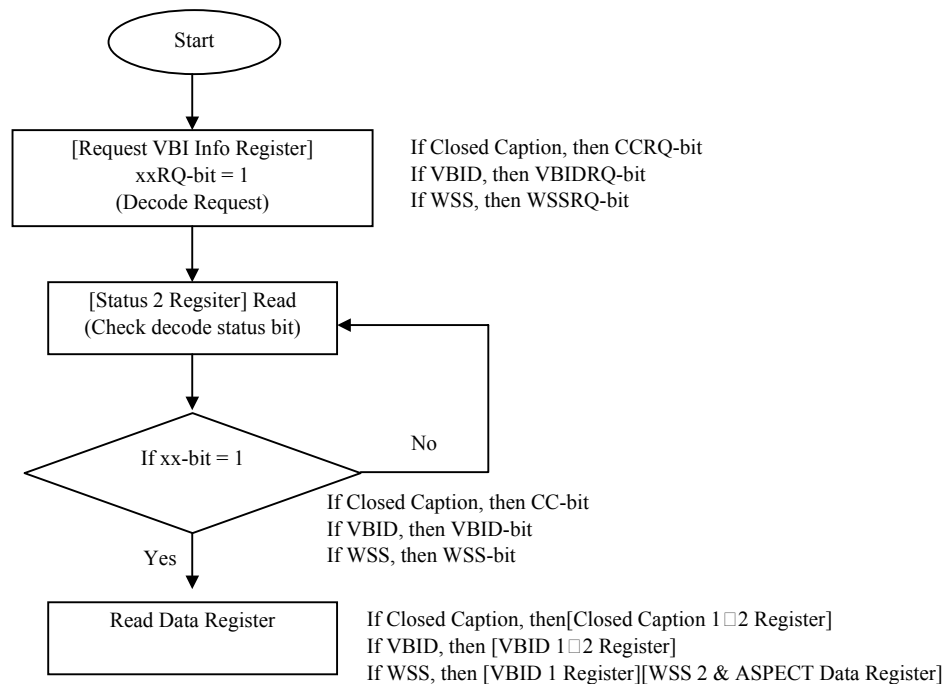 Start
[Request VBI Info Register]
xxRQ-bit = 1
(Decode Request)
If Closed Caption, then CCRQ-bit
If VBID, then VBIDRQ-bit
If WSS, then WSSRQ-bit
[Status 2 Regsiter] Read
(Check decode status bit)
If xx-bit = 1
No
If Closed Caption, then CC-bit
If VBID, then VBID-bit
If WSS, then WSS-bit
Yes
Read Data Register
If Closed Caption, then[Closed Caption 1□2 Register]
If VBID, then [VBID 1□2 Register]
If WSS, then [VBID 1 Register][WSS 2 & ASPECT Data Register]